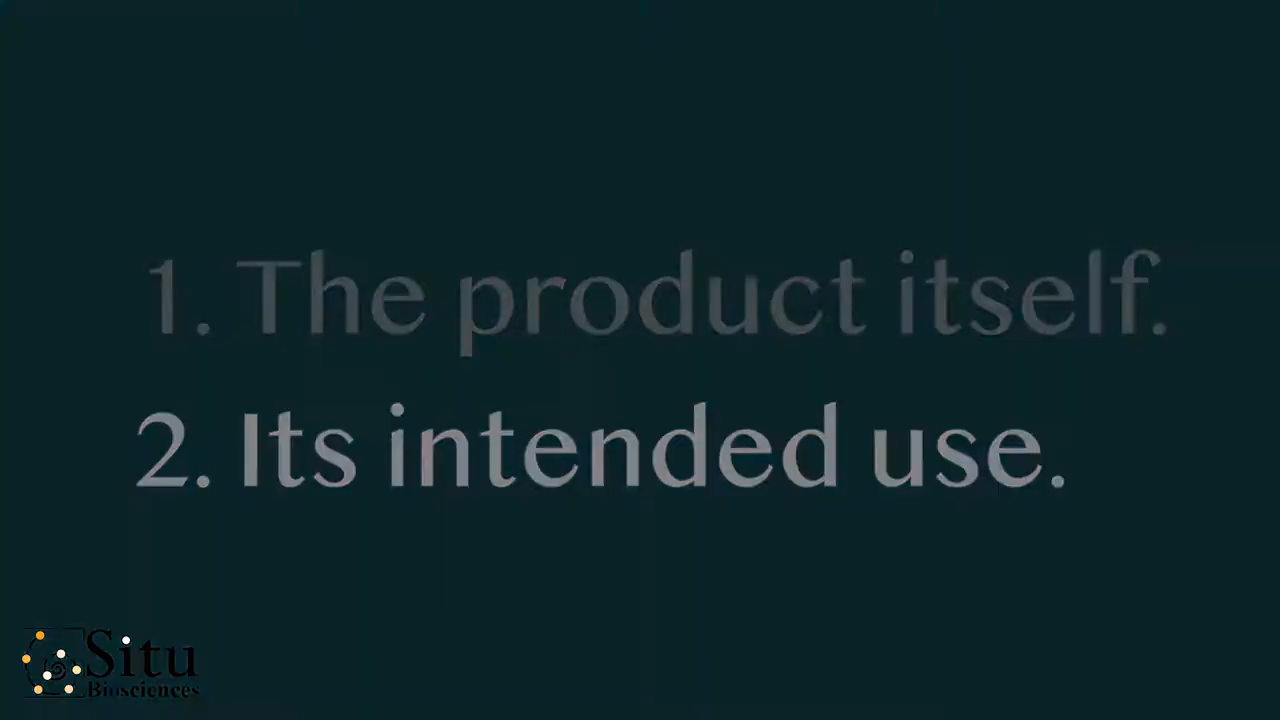 1. The product itself.
2. Its intended use.
Situ
Biosciences